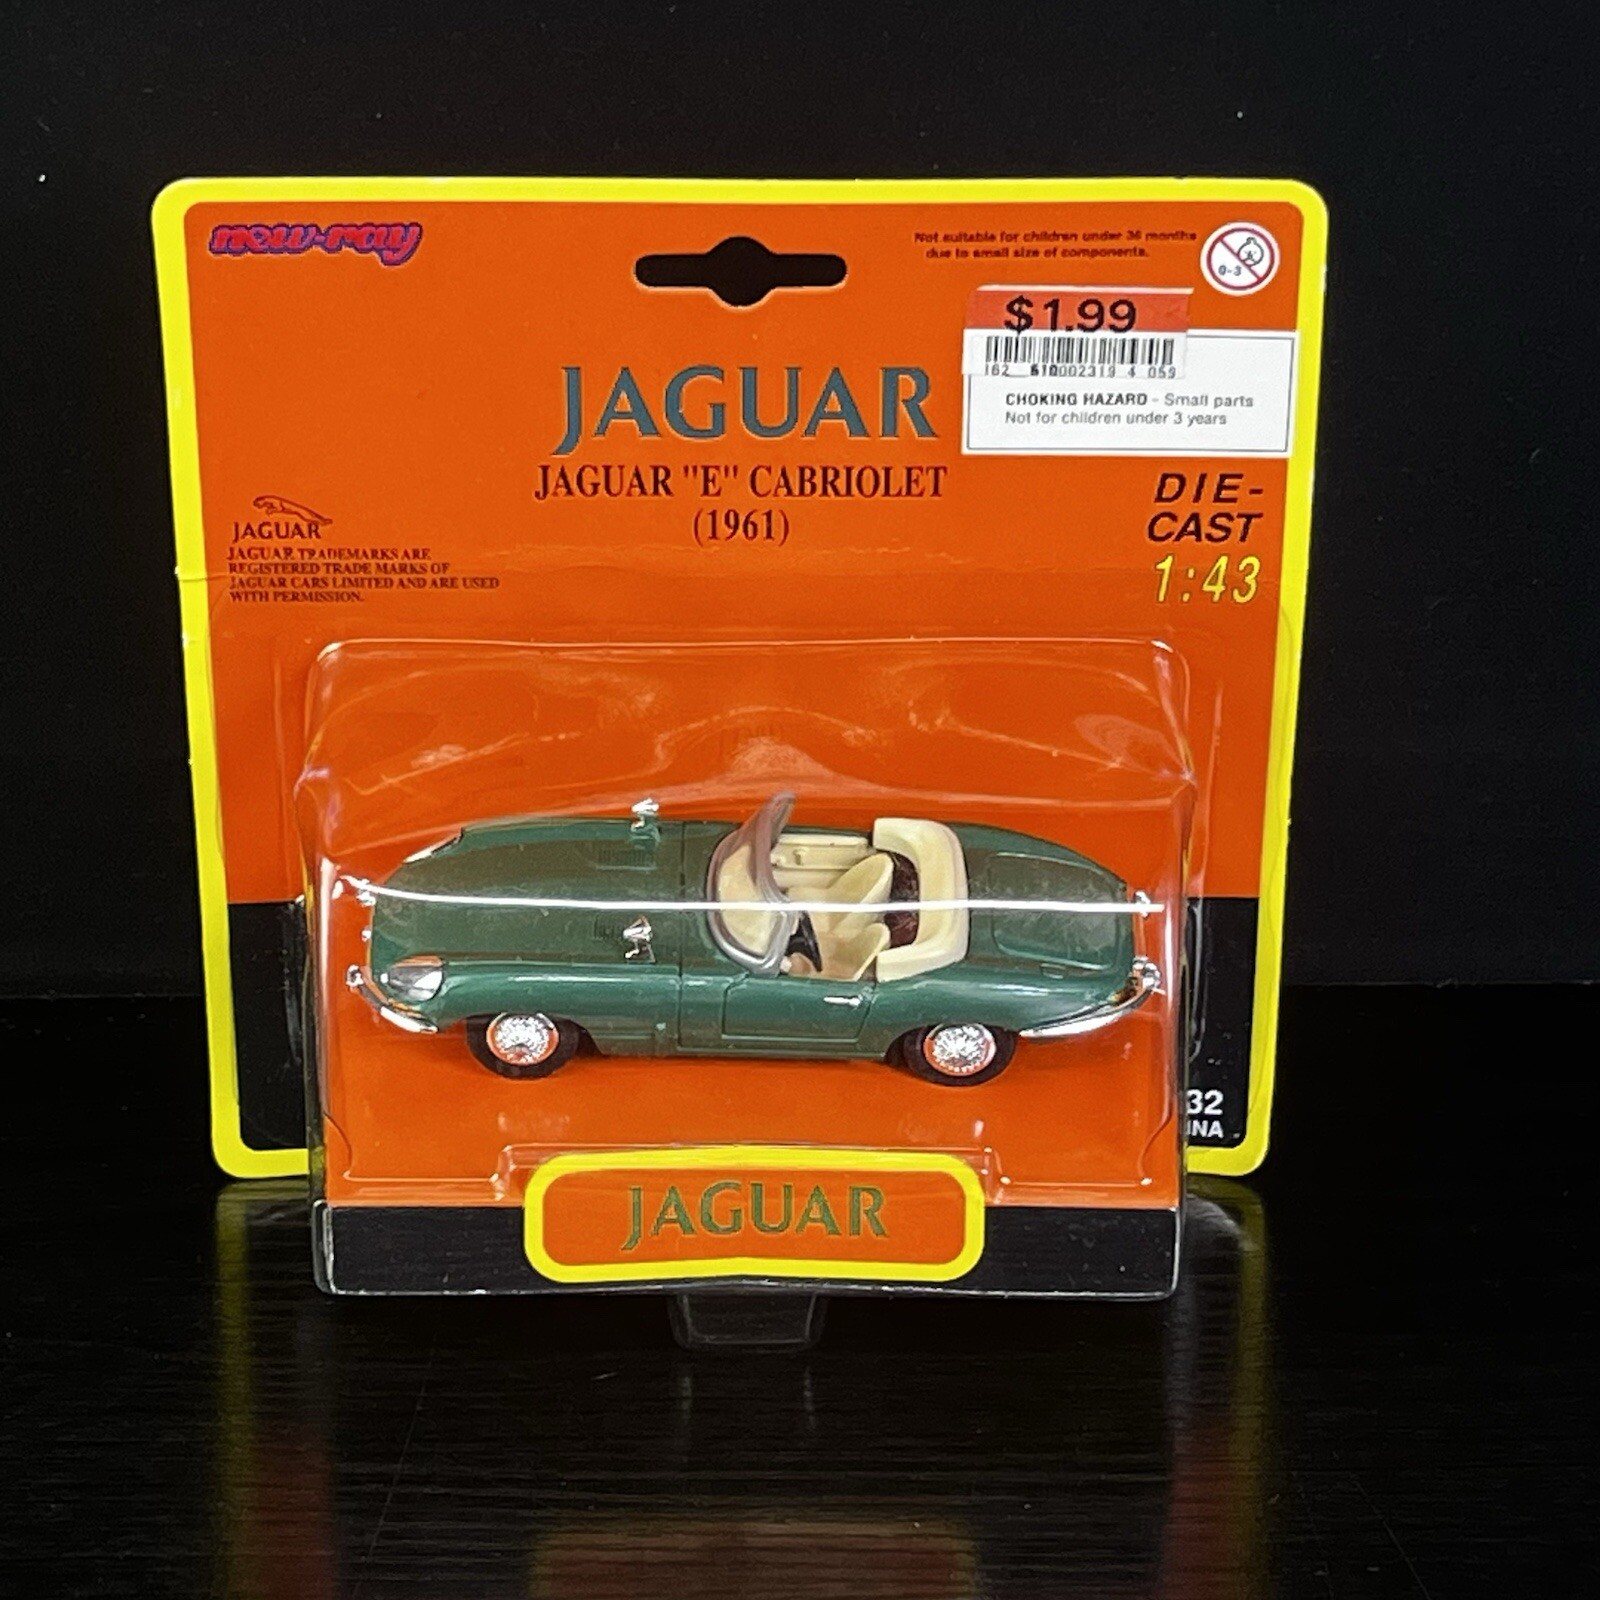 new-ray
Not suitable for children under 36 months
due to small size of components.
0-3
$1.99
162 610002319 4 059
CHOKING HAZARD - Small parts
Not for children under 3 years
JAGUAR
JAGUAR "E" CABRIOLET
(1961)
DIE-
CAST
1:43
JAGUAR
JAGUAR TRADEMARKS ARE
REGISTERED TRADE MARKS OF
JAGUAR CARS LIMITED AND ARE USED
WITH PERMISSION.
32
INA
JAGUAR